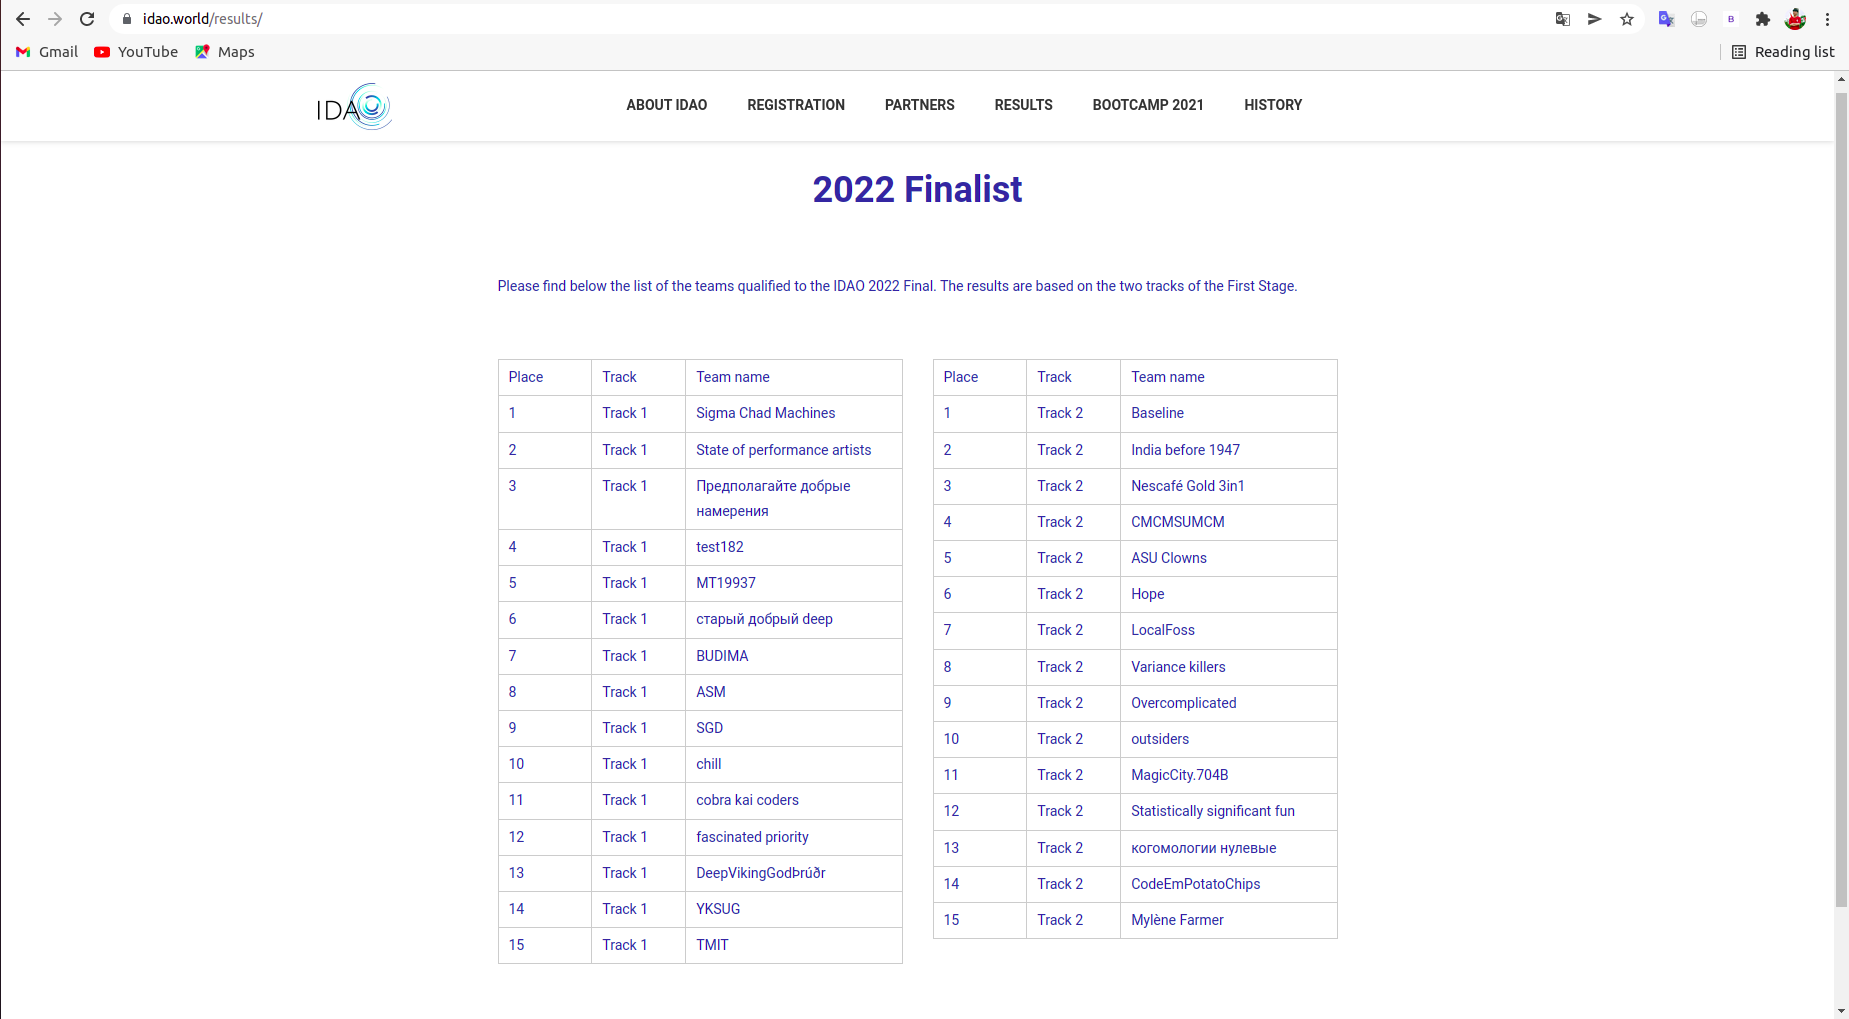 idao.world/results/
Gmail YouTube Maps Reading list
IDAO ABOUT IDAO REGISTRATION PARTNERS RESULTS BOOTCAMP 2021 HISTORY
2022 Finalist
Please find below the list of the teams qualified to the IDAO 2022 Final. The results are based on the two tracks of the First Stage.
Place Track Team name
1 Track 1 Sigma Chad Machines
2 Track 1 State of performance artists
3 Track 1 Предполагайте добрые
намерения
4 Track 1 test182
5 Track 1 MT19937
6 Track 1 старый добрый deep
7 Track 1 BUDIMA
8 Track 1 ASM
9 Track 1 SGD
10 Track 1 chill
11 Track 1 cobra kai coders
12 Track 1 fascinated priority
13 Track 1 DeepVikingGodÞrúðr
14 Track 1 YKSUG
15 Track 1 TMIT
Place Track Team name
1 Track 2 Baseline
2 Track 2 India before 1947
3 Track 2 Nescafé Gold 3in1
4 Track 2 CMCMSUMCM
5 Track 2 ASU Clowns
6 Track 2 Hope
7 Track 2 LocalFoss
8 Track 2 Variance killers
9 Track 2 Overcomplicated
10 Track 2 outsiders
11 Track 2 MagicCity.704B
12 Track 2 Statistically significant fun
13 Track 2 когомологии нулевые
14 Track 2 CodeEmPotatoChips
15 Track 2 Mylène Farmer